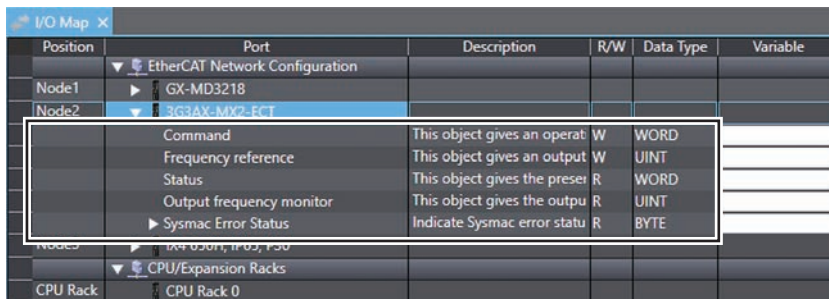 I/O Map ×
Position Port Description R/W Data Type Variable
EtherCAT Network Configuration
Node1 GX-MD3218
Node2 3G3AX-MX2-ECT
Command This object gives an operati W WORD
Frequency reference This object gives an output W UINT
Status This object gives the preser R WORD
Output frequency monitor This object gives the outpu R UINT
Sysmac Error Status Indicate Sysmac error statu R BYTE
CPU/Expansion Racks
CPU Rack CPU Rack 0